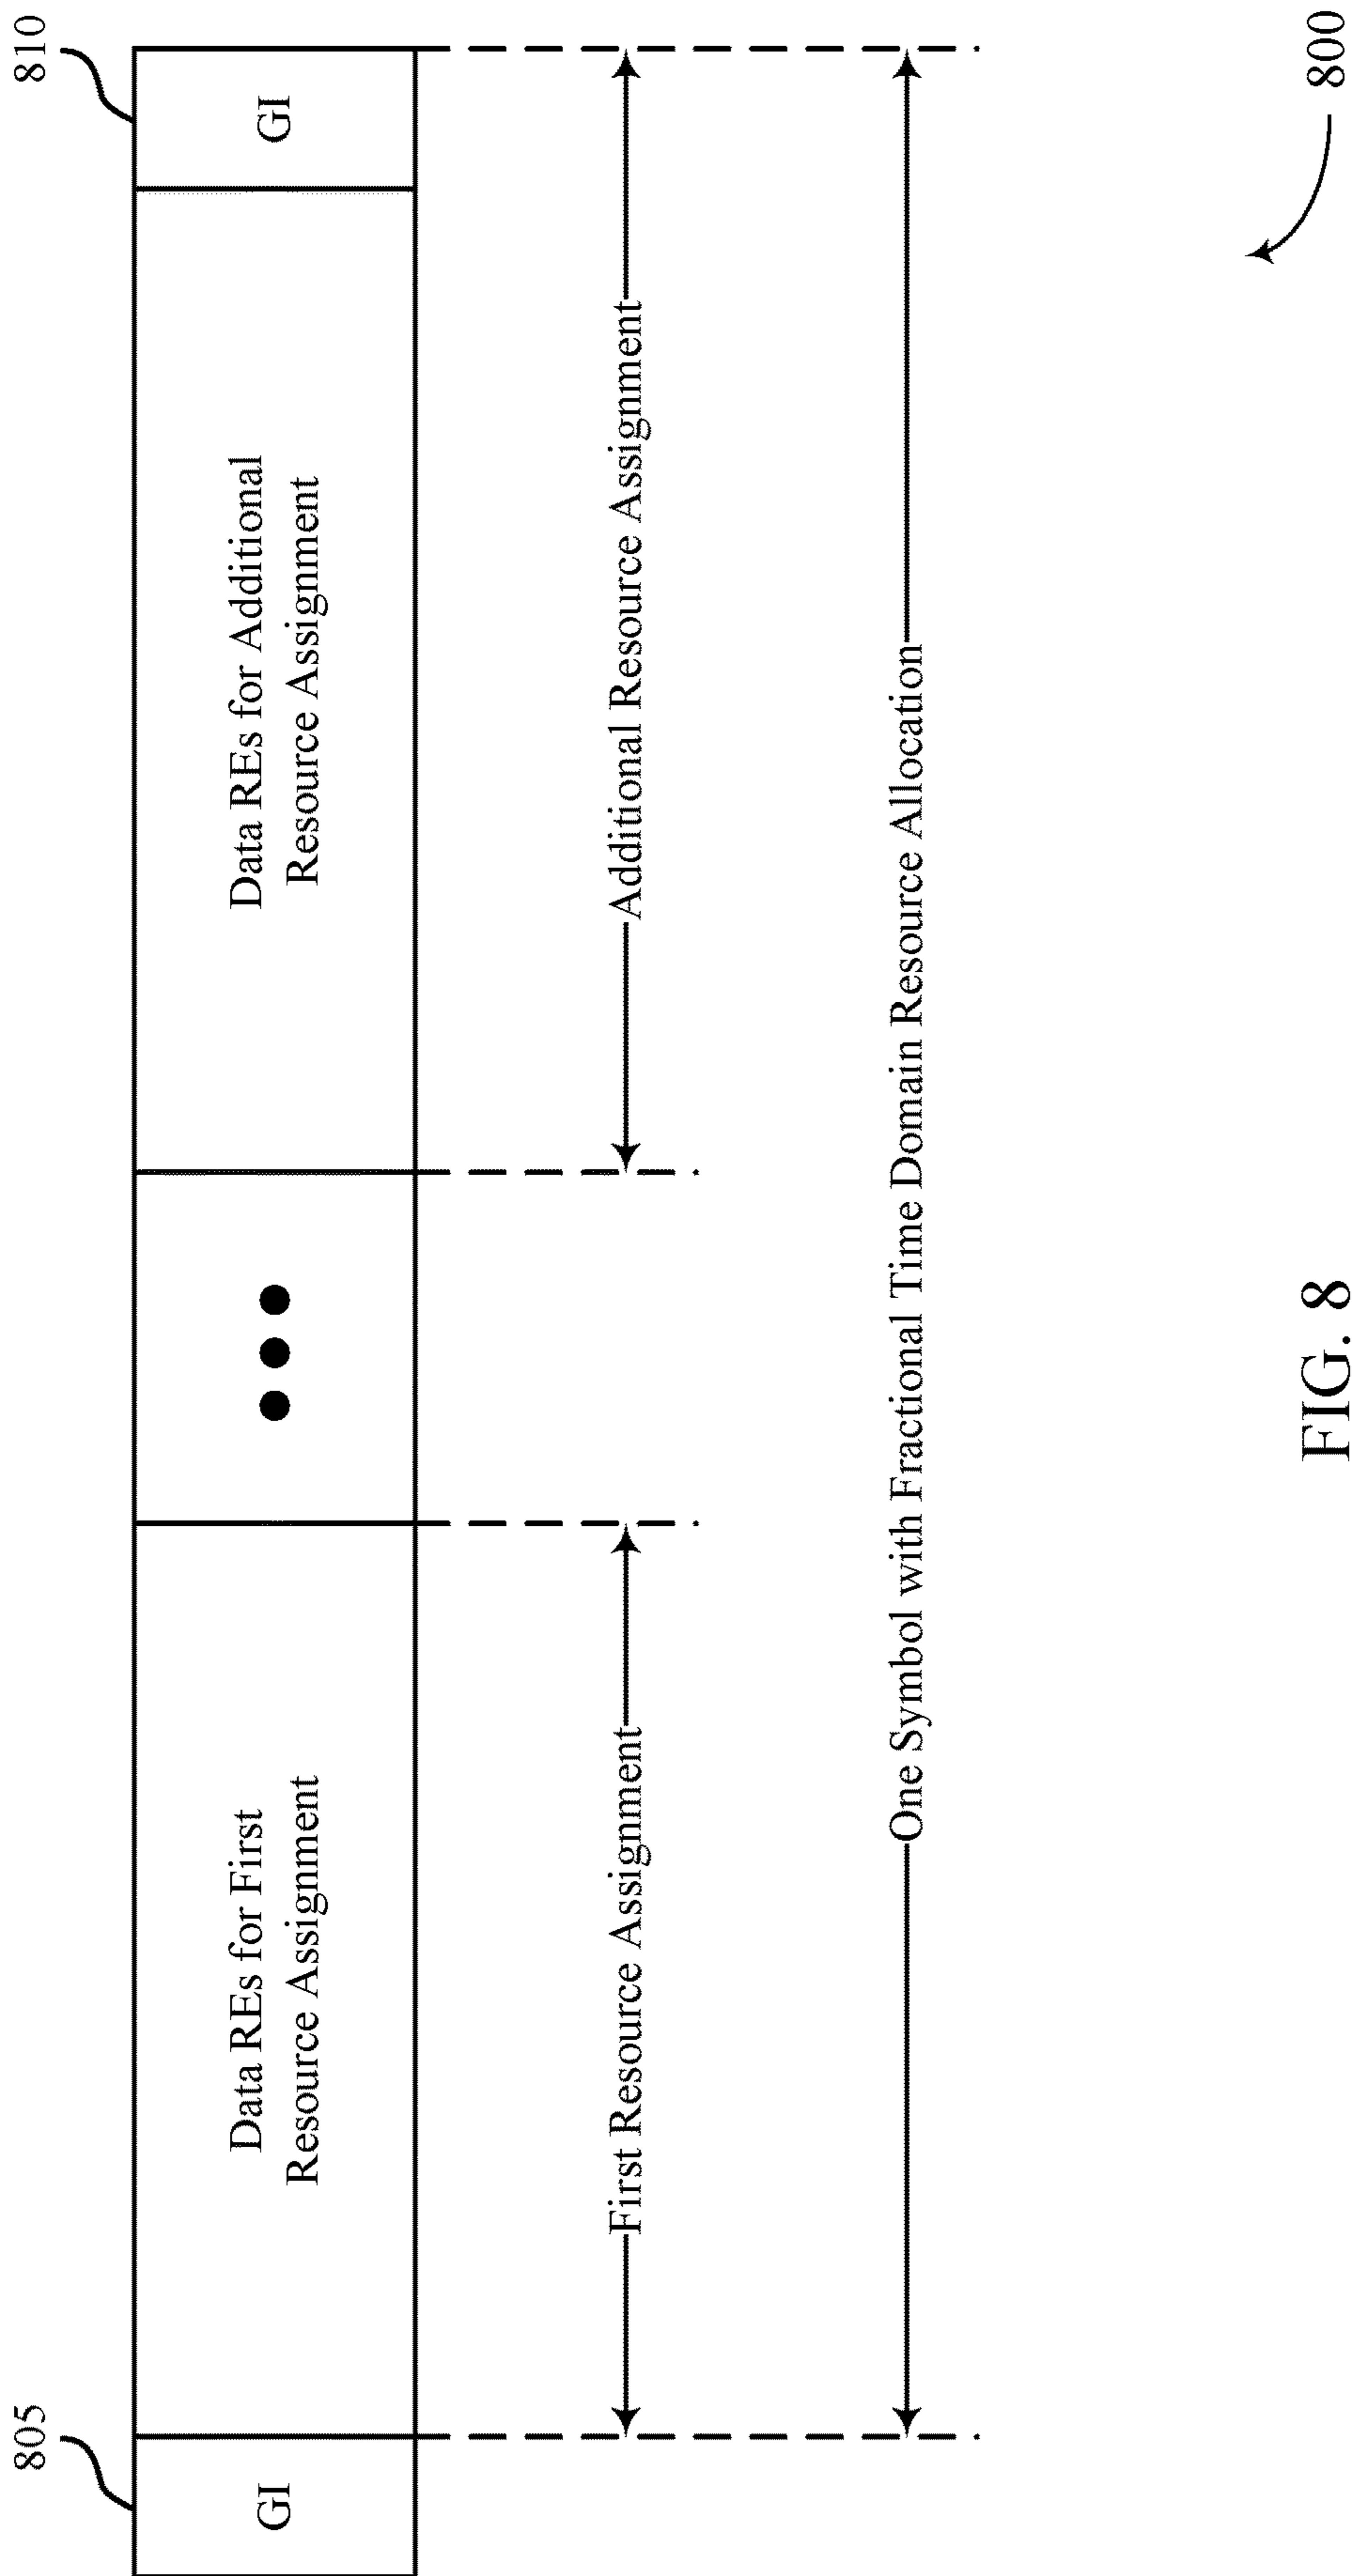 805
810
GI
Data REs for First
Resource Assignment
Data REs for Additional
Resource Assignment
GI
First Resource Assignment
Additional Resource Assignment
One Symbol with Fractional Time Domain Resource Allocation
800
FIG. 8